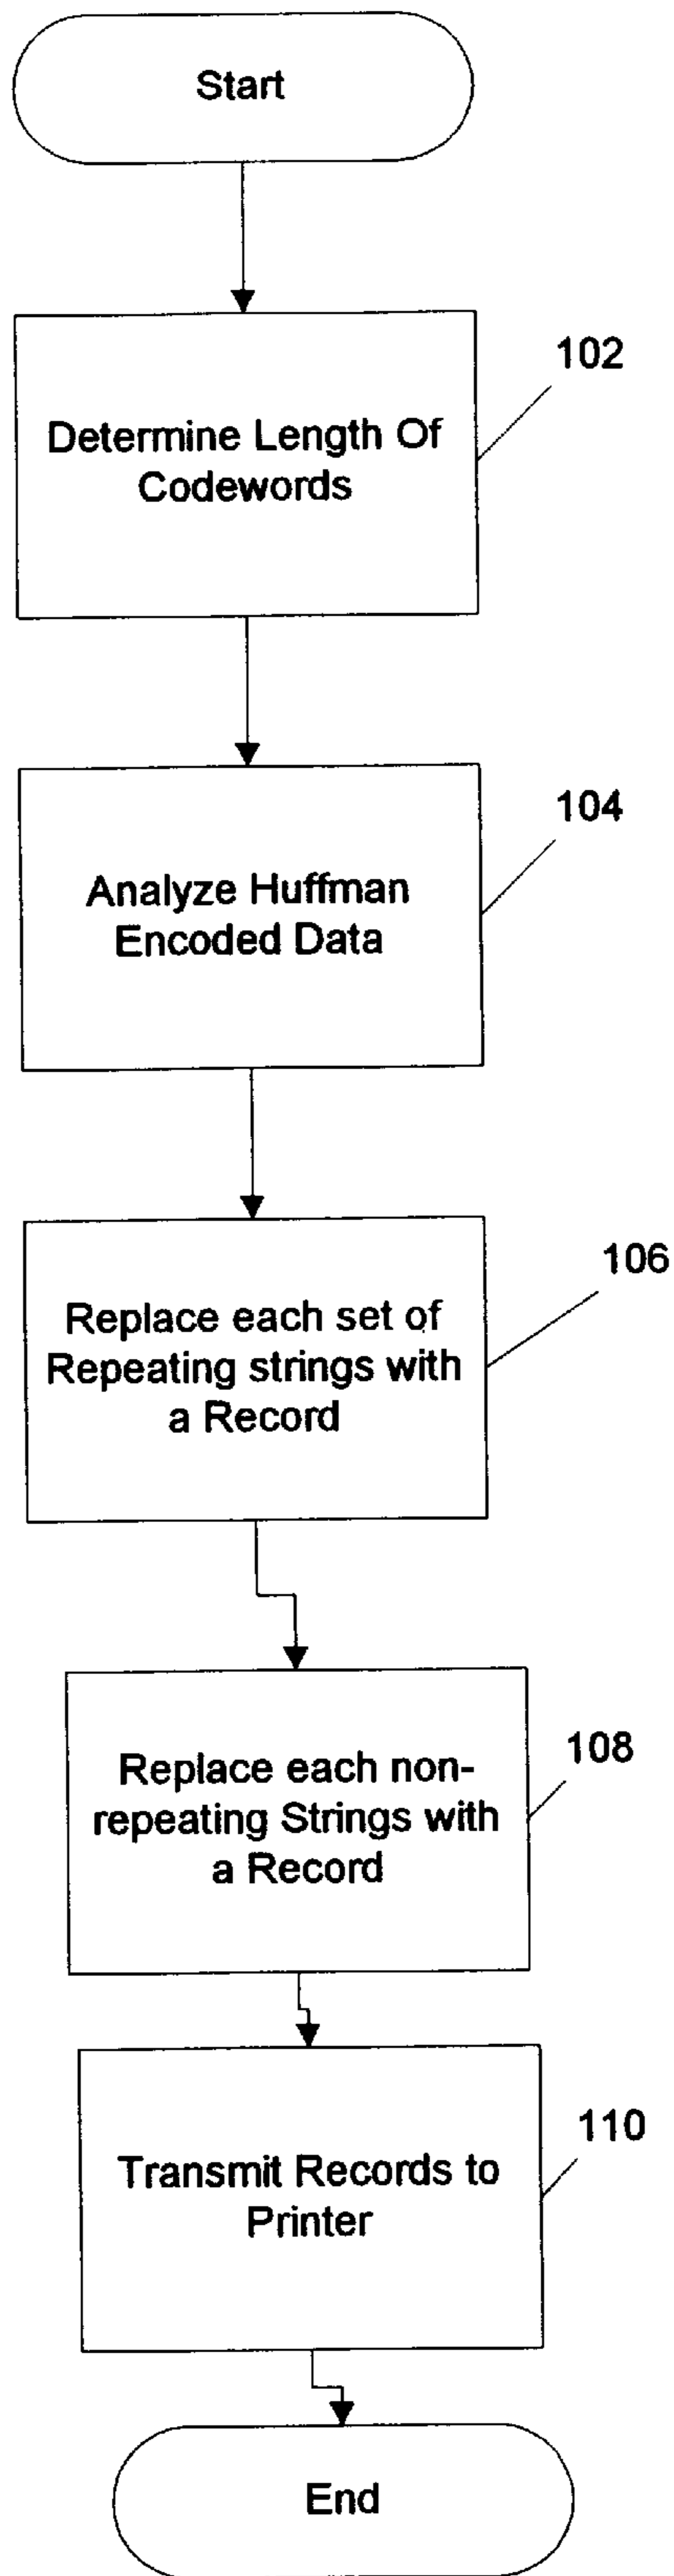 Start
102
Determine Length Of
Codewords
104
Analyze Huffman
Encoded Data
106
Replace each set of
Repeating strings with
a Record
108
Replace each non-
repeating Strings with
a Record
110
Transmit Records to
Printer
End